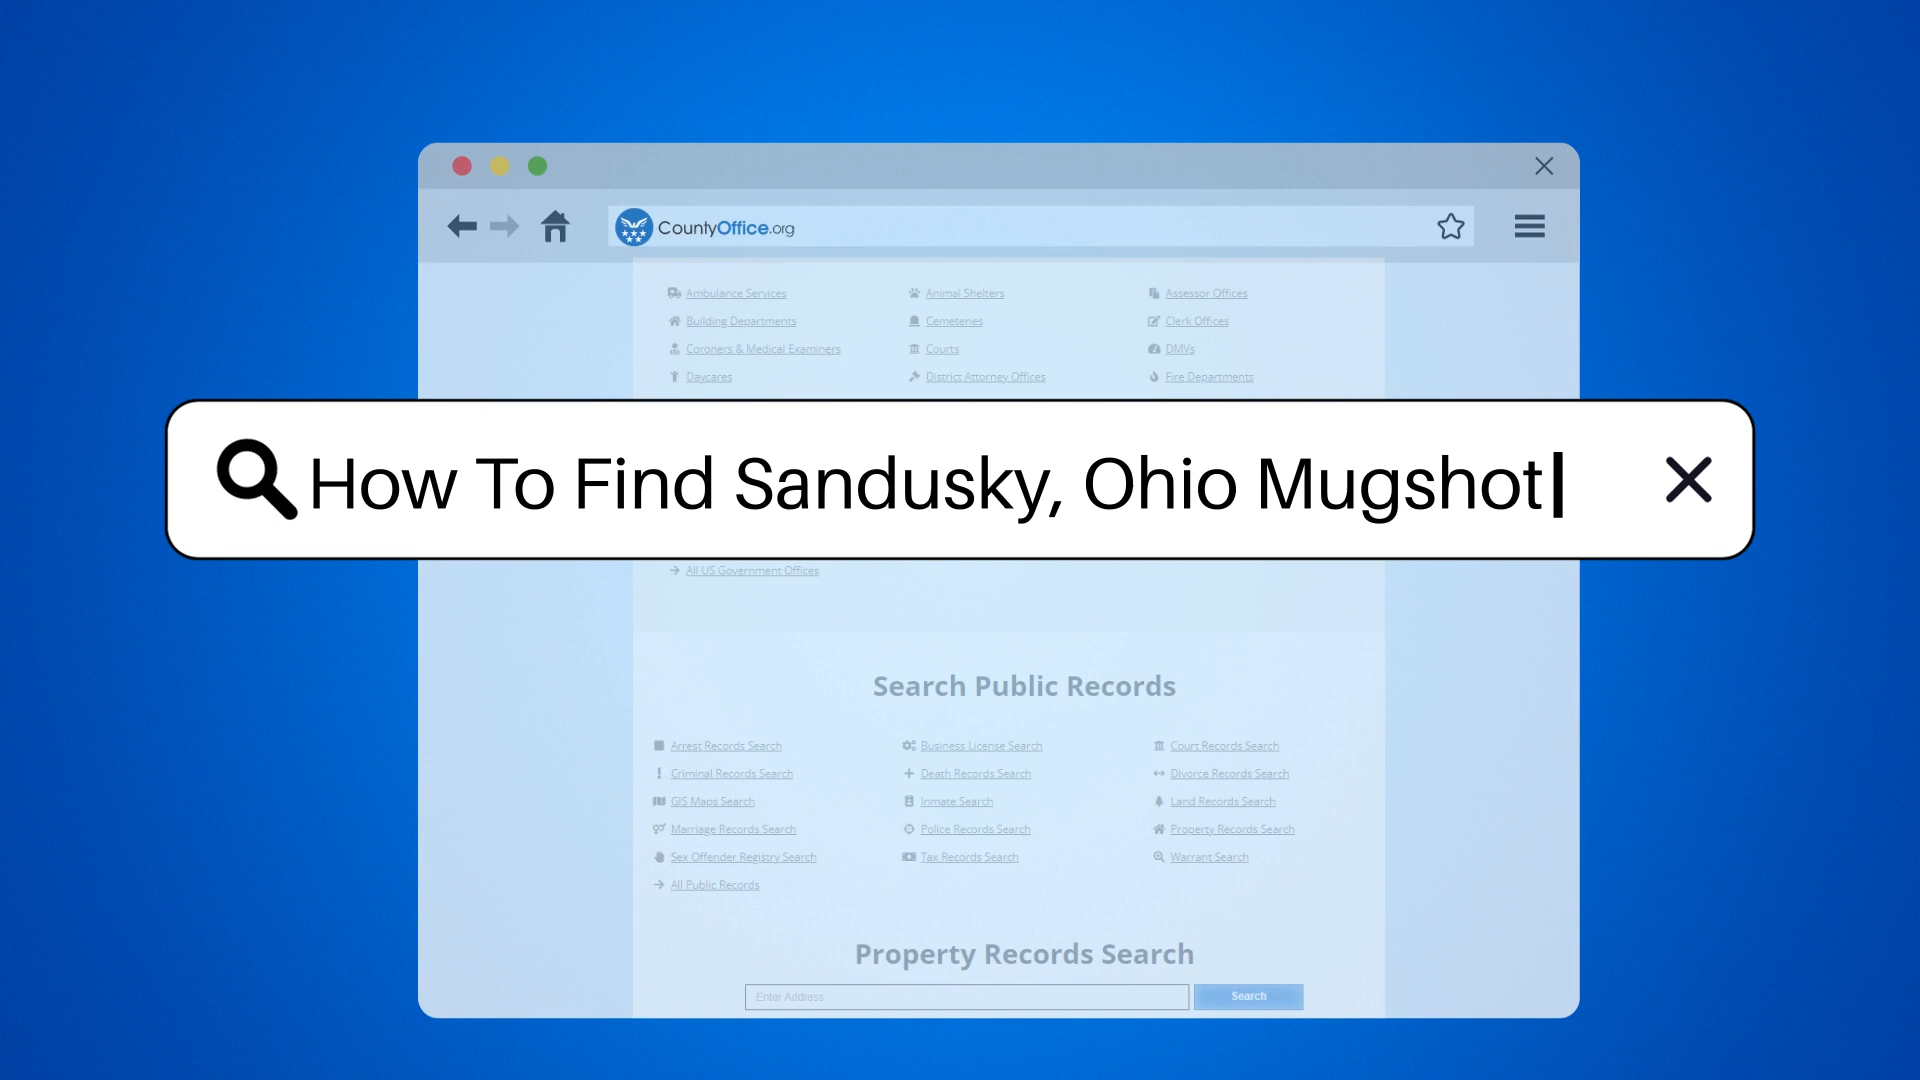 CountyOffice.org
Ambulance Services Animal Shelters Assessor Offices
Building Departments Cemeteries Clerk Offices
Coroners & Medical Examiners Courts DMVs
Daycares District Attorney Offices Fire Departments
How To Find Sandusky, Ohio Mugshot
All US Government Offices
Search Public Records
Arrest Records Search Business License Search Court Records Search
Criminal Records Search Death Records Search Divorce Records Search
GIS Maps Search Inmate Search Land Records Search
Marriage Records Search Police Records Search Property Records Search
Sex Offender Registry Search Tax Records Search Warrant Search
All Public Records
Property Records Search
Enter Address Search